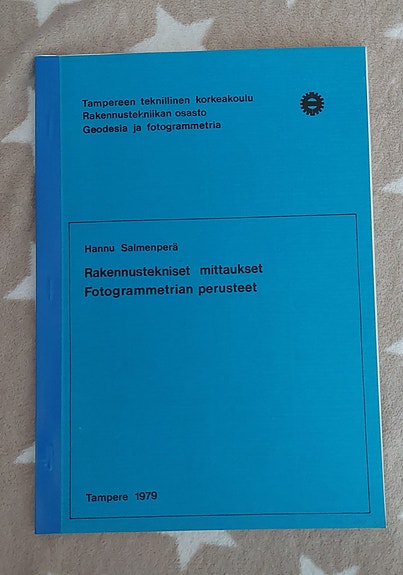 Tampereen teknillinen korkeakoulu
Rakennustekniikan osasto
Geodesia ja fotogrammetria
Hannu Salmenperä
Rakennustekniset mittaukset
Fotogrammetrian perusteet
Tampere 1979